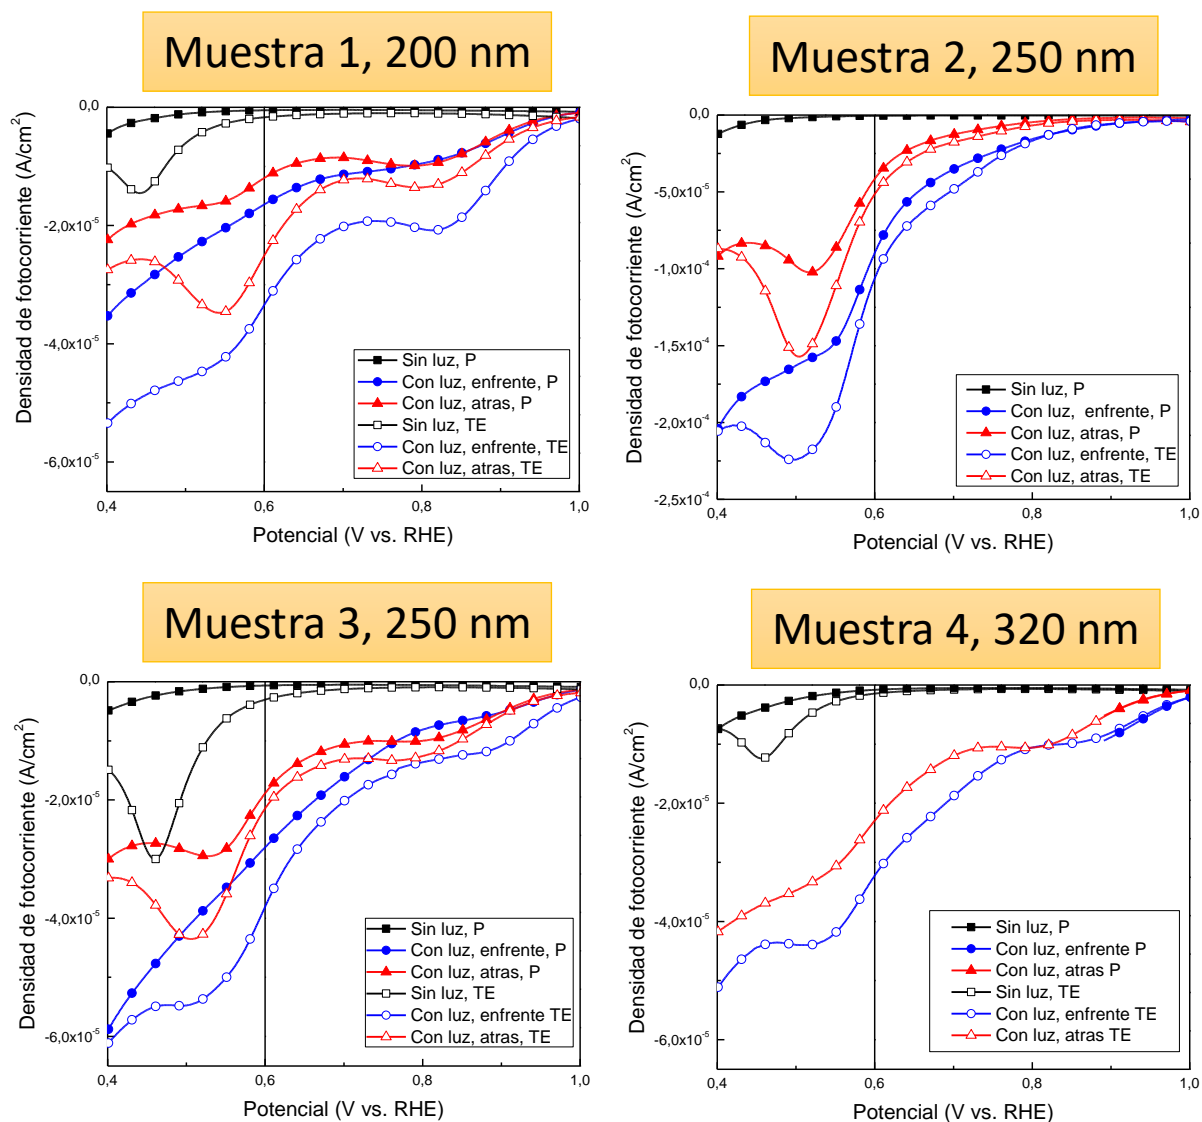 Muestra 1, 200 nm
Densidad de fotocorriente (A/cm²)
0,0
-2,0x10⁻⁵
-4,0x10⁻⁵
-6,0x10⁻⁵
Sin luz, P
Con luz, enfrente, P
Con luz, atras, P
Sin luz, TE
Con luz, enfrente, TE
Con luz, atras, TE
0,4
0,6
0,8
1,0
Potencial (V vs. RHE)
Muestra 2, 250 nm
Densidad de fotocorriente (A/cm²)
0,0
-5,0x10⁻⁵
-1,0x10⁻⁴
-1,5x10⁻⁴
-2,0x10⁻⁴
-2,5x10⁻⁴
Sin luz, P
Con luz, enfrente, P
Con luz, atras, P
Con luz, enfrente, TE
Con luz, atras, TE
0,4
0,6
0,8
1,0
Potencial (V vs. RHE)
Muestra 3, 250 nm
Densidad de fotocorriente (A/cm²)
0,0
-2,0x10⁻⁵
-4,0x10⁻⁵
-6,0x10⁻⁵
Sin luz, P
Con luz, enfrente, P
Con luz, atras, P
Sin luz, TE
Con luz, enfrente TE
Con luz, atras, TE
0,4
0,6
0,8
1,0
Potencial (V vs. RHE)
Muestra 4, 320 nm
Densidad de fotocorriente (A/cm²)
0,0
-2,0x10⁻⁵
-4,0x10⁻⁵
-6,0x10⁻⁵
Sin luz, P
Con luz, enfrente P
Con luz, atras P
Sin luz, TE
Con luz, enfrente TE
Con luz, atras TE
0,4
0,6
0,8
1,0
Potencial (V vs. RHE)